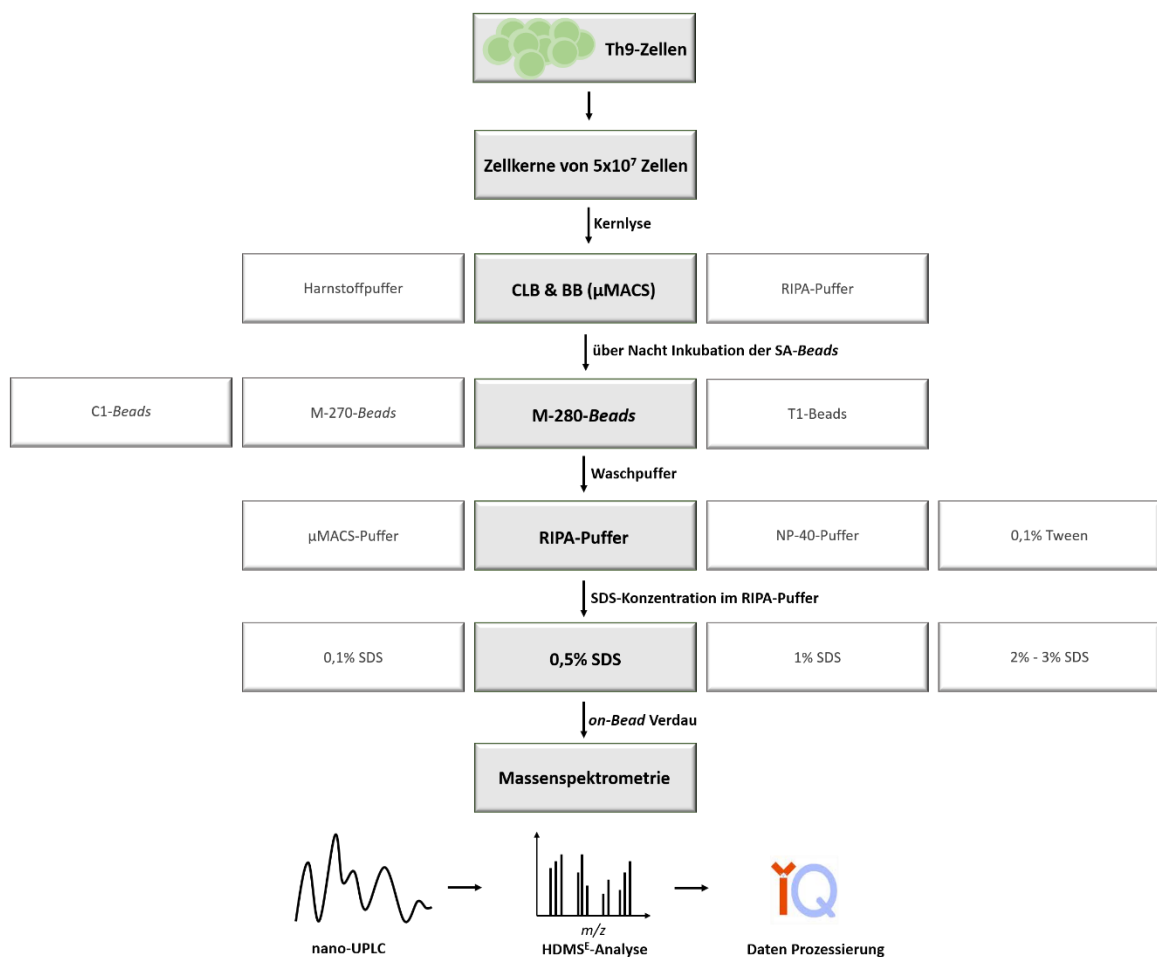 Th9-Zellen
Zellkerne von 5x10⁷ Zellen
Kernlyse
Harnstoffpuffer
CLB & BB (µMACS)
RIPA-Puffer
über Nacht Inkubation der SA-Beads
C1-Beads
M-270-Beads
M-280-Beads
T1-Beads
Waschpuffer
µMACS-Puffer
RIPA-Puffer
NP-40-Puffer
0,1% Tween
SDS-Konzentration im RIPA-Puffer
0,1% SDS
0,5% SDS
1% SDS
2% - 3% SDS
on-Bead Verdau
Massenspektrometrie
m/z
YQ
nano-UPLC
HDMSᴱ-Analyse
Daten Prozessierung